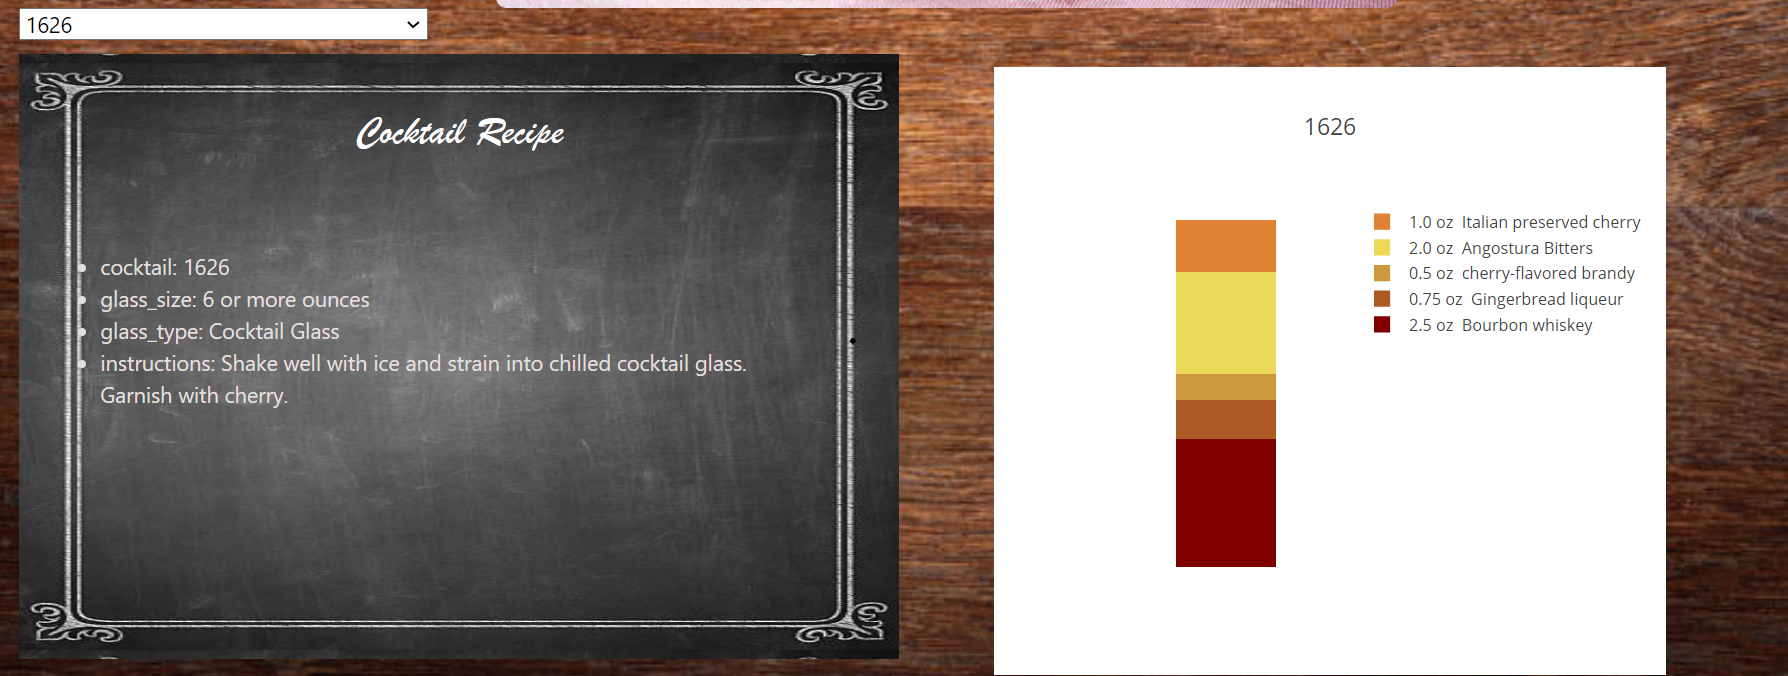 1626
Cocktail Recipe
cocktail: 1626
glass_size: 6 or more ounces
glass_type: Cocktail Glass
instructions: Shake well with ice and strain into chilled cocktail glass.
Garnish with cherry.
1626
1.0 oz Italian preserved cherry
2.0 oz Angostura Bitters
0.5 oz cherry-flavored brandy
0.75 oz Gingerbread liqueur
2.5 oz Bourbon whiskey